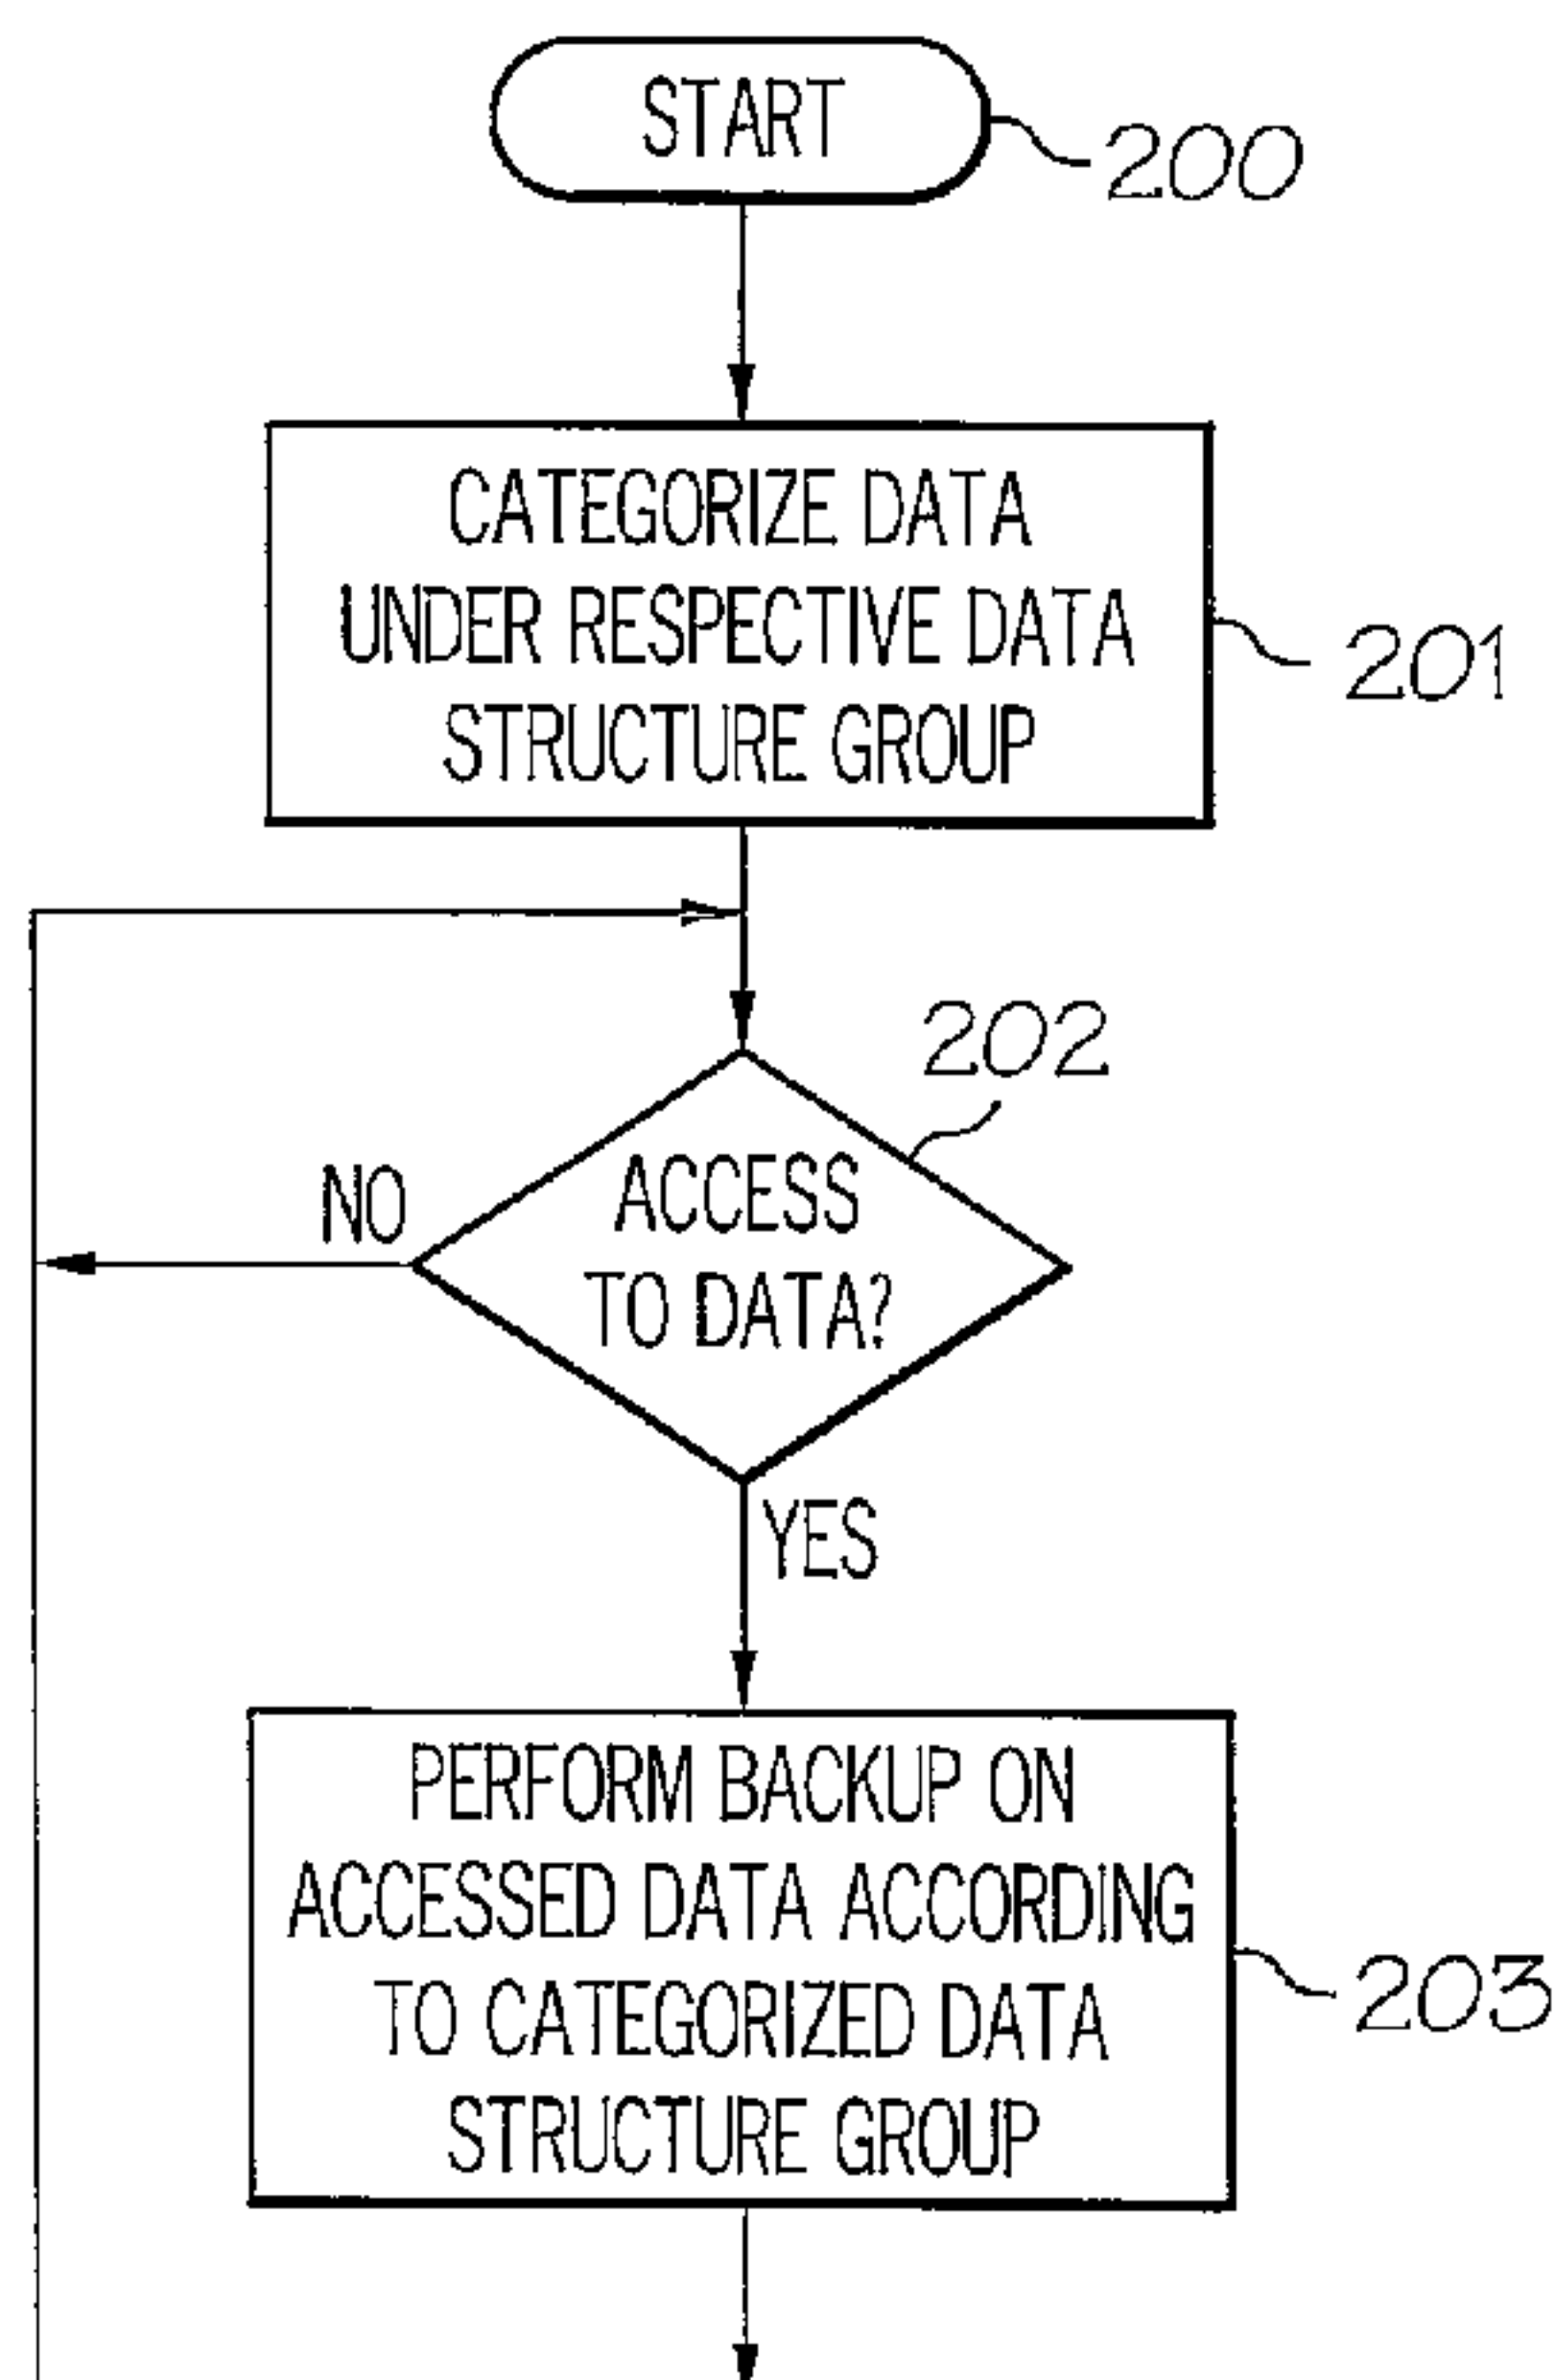 START
200
CATEGORIZE DATA
UNDER RESPECTIVE DATA
STRUCTURE GROUP
201
202
ACCESS
TO DATA?
NO
YES
PERFORM BACKUP ON
ACCESSED DATA ACCORDING
TO CATEGORIZED DATA
STRUCTURE GROUP
203